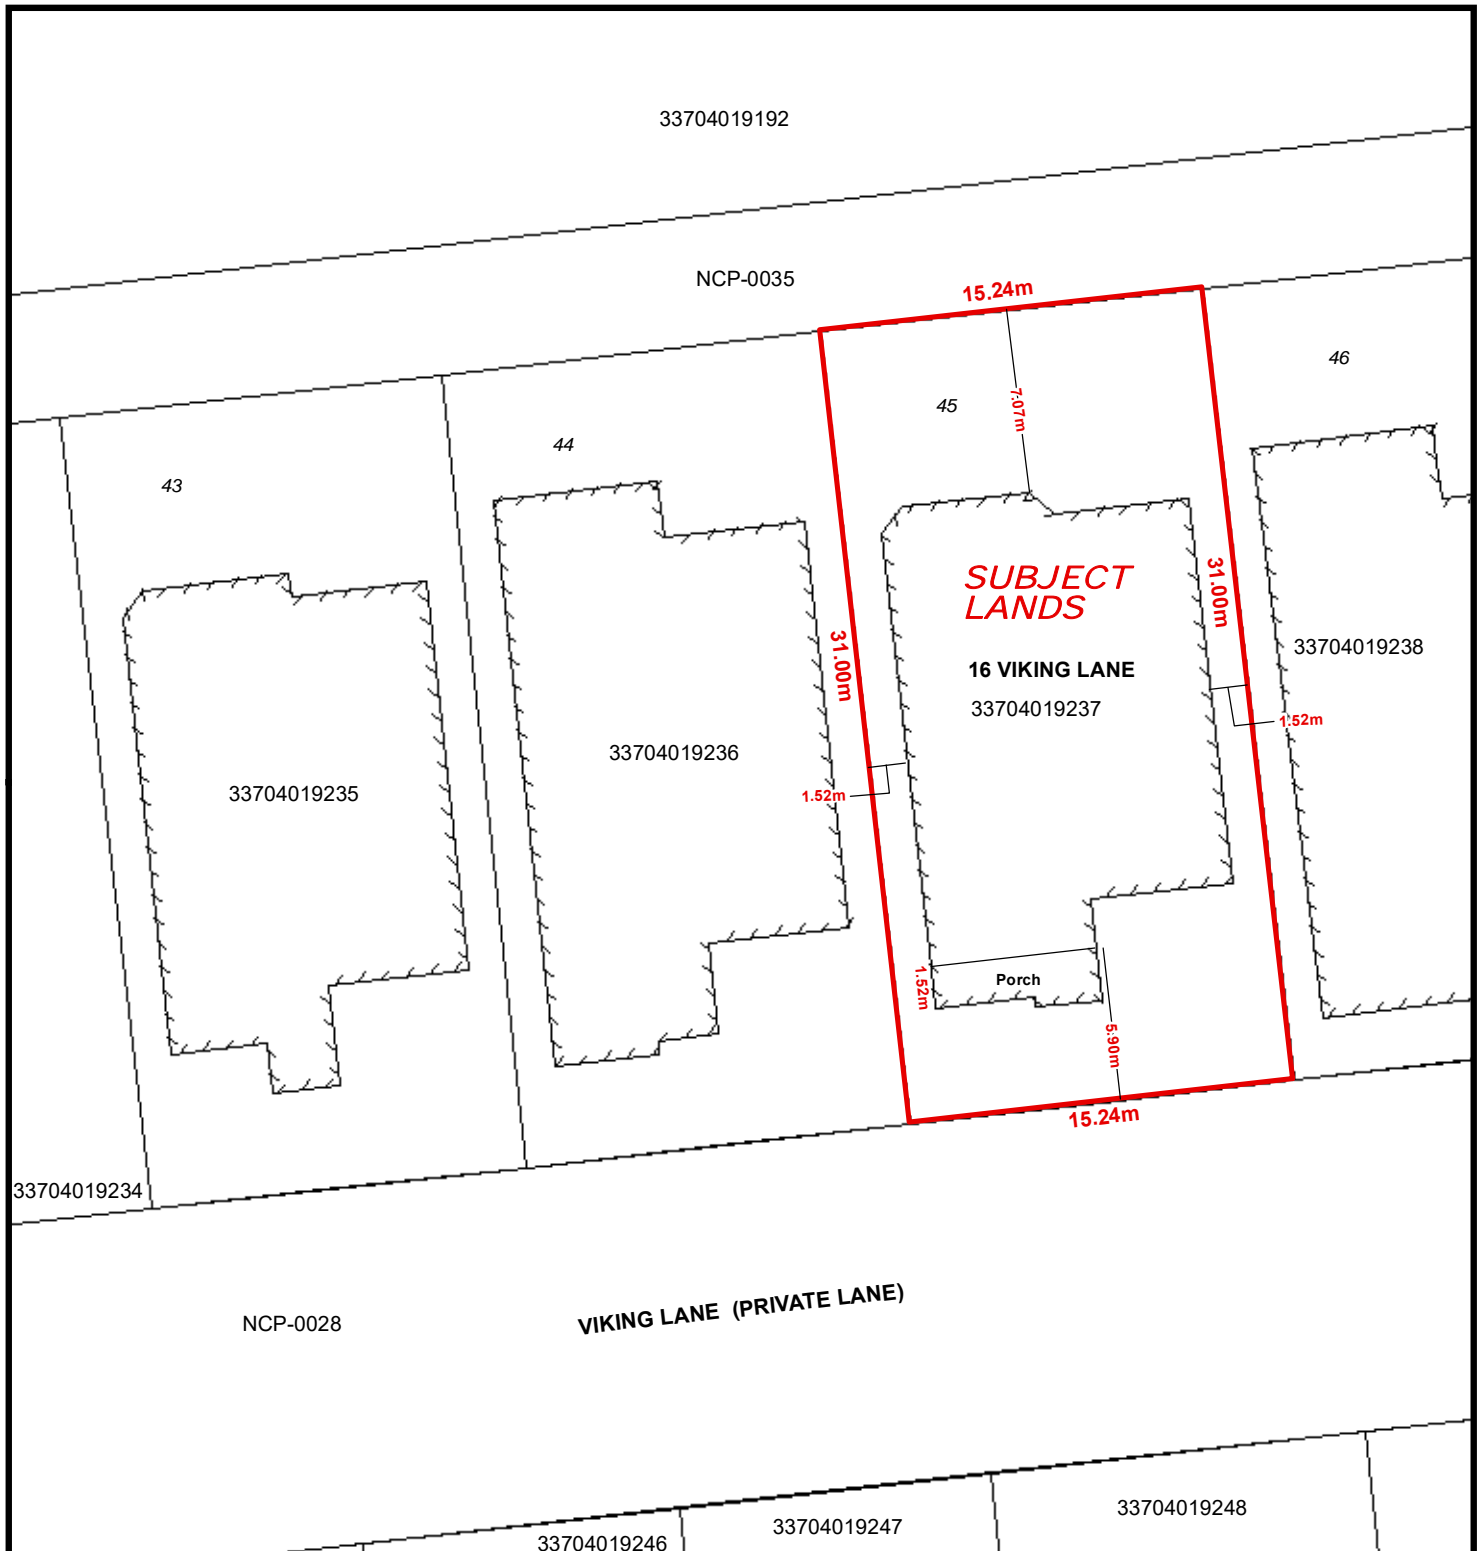 33704019192
NCP-0035
15.24m
46
45
7.07m
44
43
SUBJECT
LANDS
31.00m
31.00m
33704019238
16 VIKING LANE
33704019237
1.52m
33704019236
33704019235
1.52m
1.52m
Porch
5.90m
15.24m
33704019234
VIKING LANE (PRIVATE LANE)
NCP-0028
33704019248
33704019247
33704019246